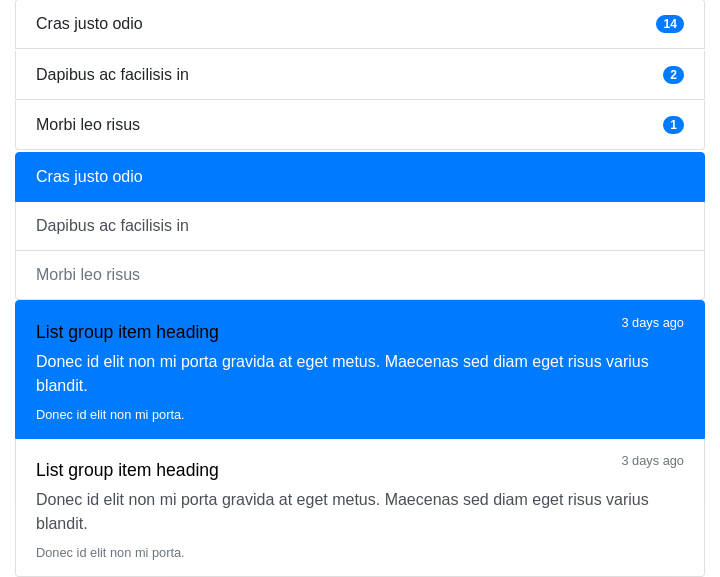 Cras justo odio 14
Dapibus ac facilisis in 2
Morbi leo risus 1
Cras justo odio
Dapibus ac facilisis in
Morbi leo risus
List group item heading 3 days ago
Donec id elit non mi porta gravida at eget metus. Maecenas sed diam eget risus varius
blandit.
Donec id elit non mi porta.
List group item heading 3 days ago
Donec id elit non mi porta gravida at eget metus. Maecenas sed diam eget risus varius
blandit.
Donec id elit non mi porta.